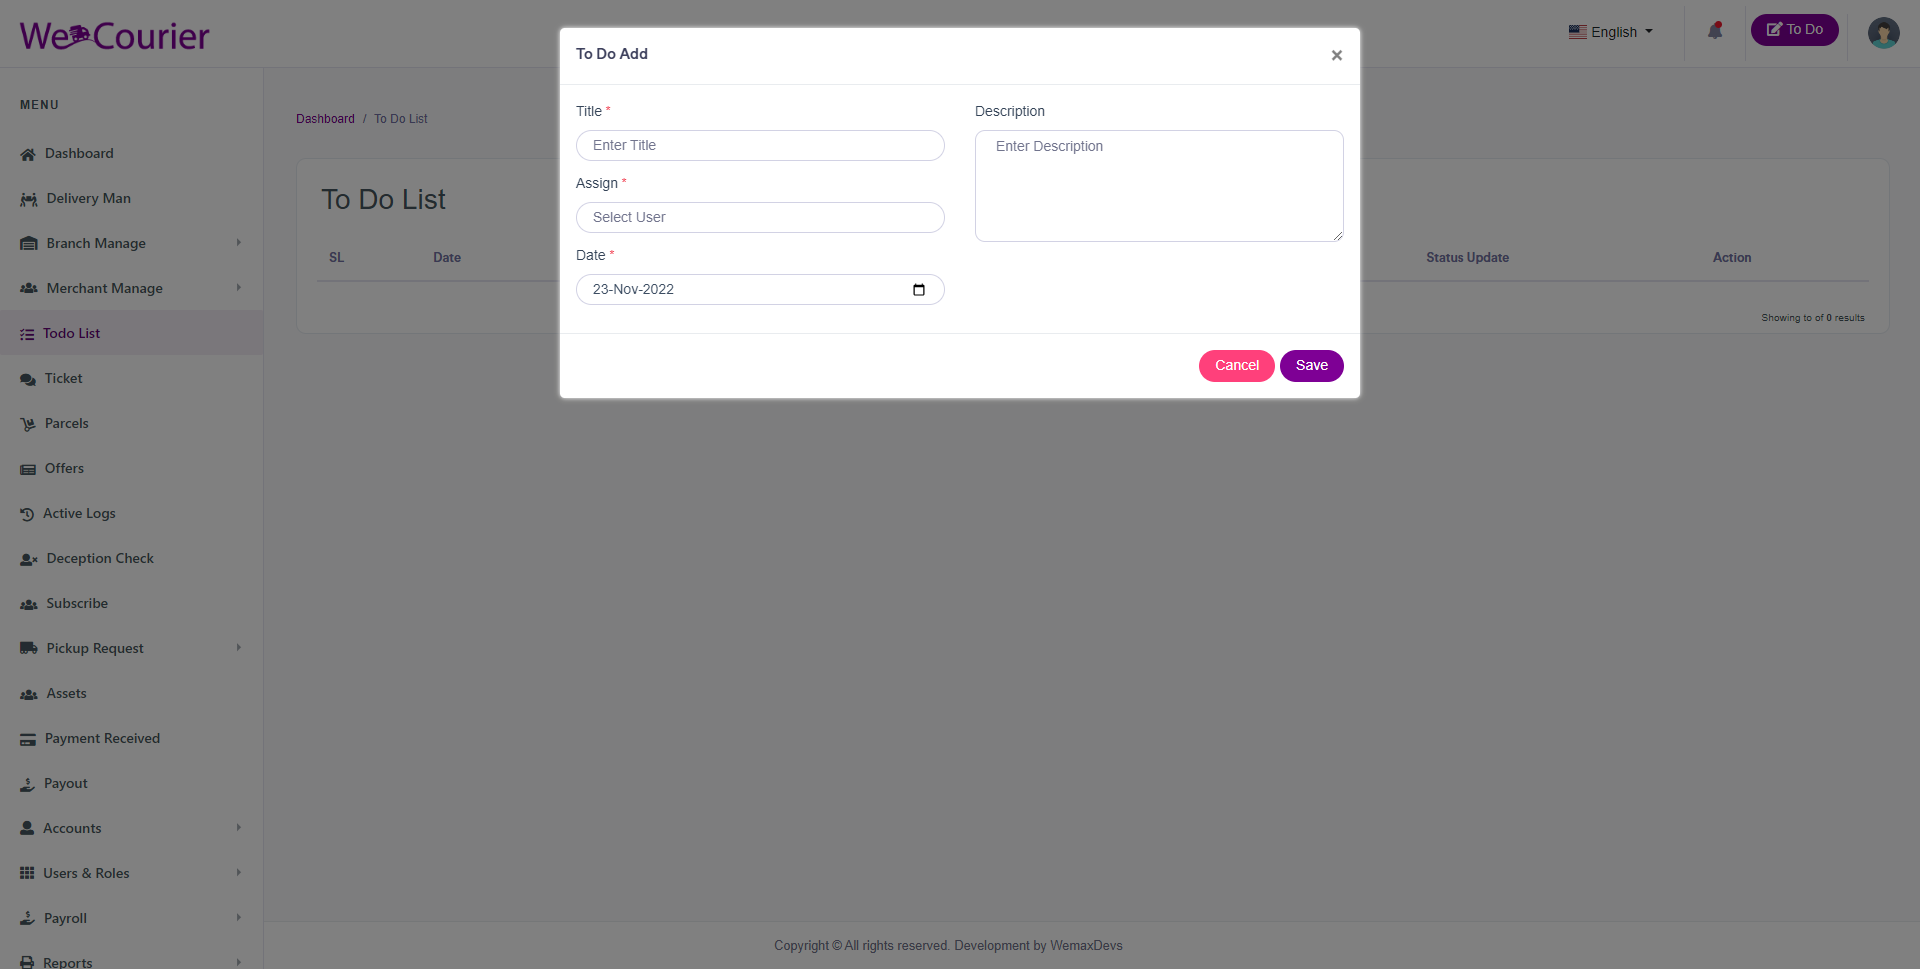 We Courier
English
To Do
MENU
Dashboard
Delivery Man
Branch Manage
Merchant Manage
Todo List
Ticket
Parcels
Offers
Active Logs
Deception Check
Subscribe
Pickup Request
Assets
Payment Received
Payout
Accounts
Users & Roles
Payroll
Reports
Dashboard / To Do List
To Do List
SL Date Status Update Action
Showing to of 0 results
To Do Add
×
Title *
Enter Title
Assign *
Select User
Date *
23-Nov-2022
Description
Enter Description
Cancel Save
Copyright © All rights reserved. Development by WemaxDevs